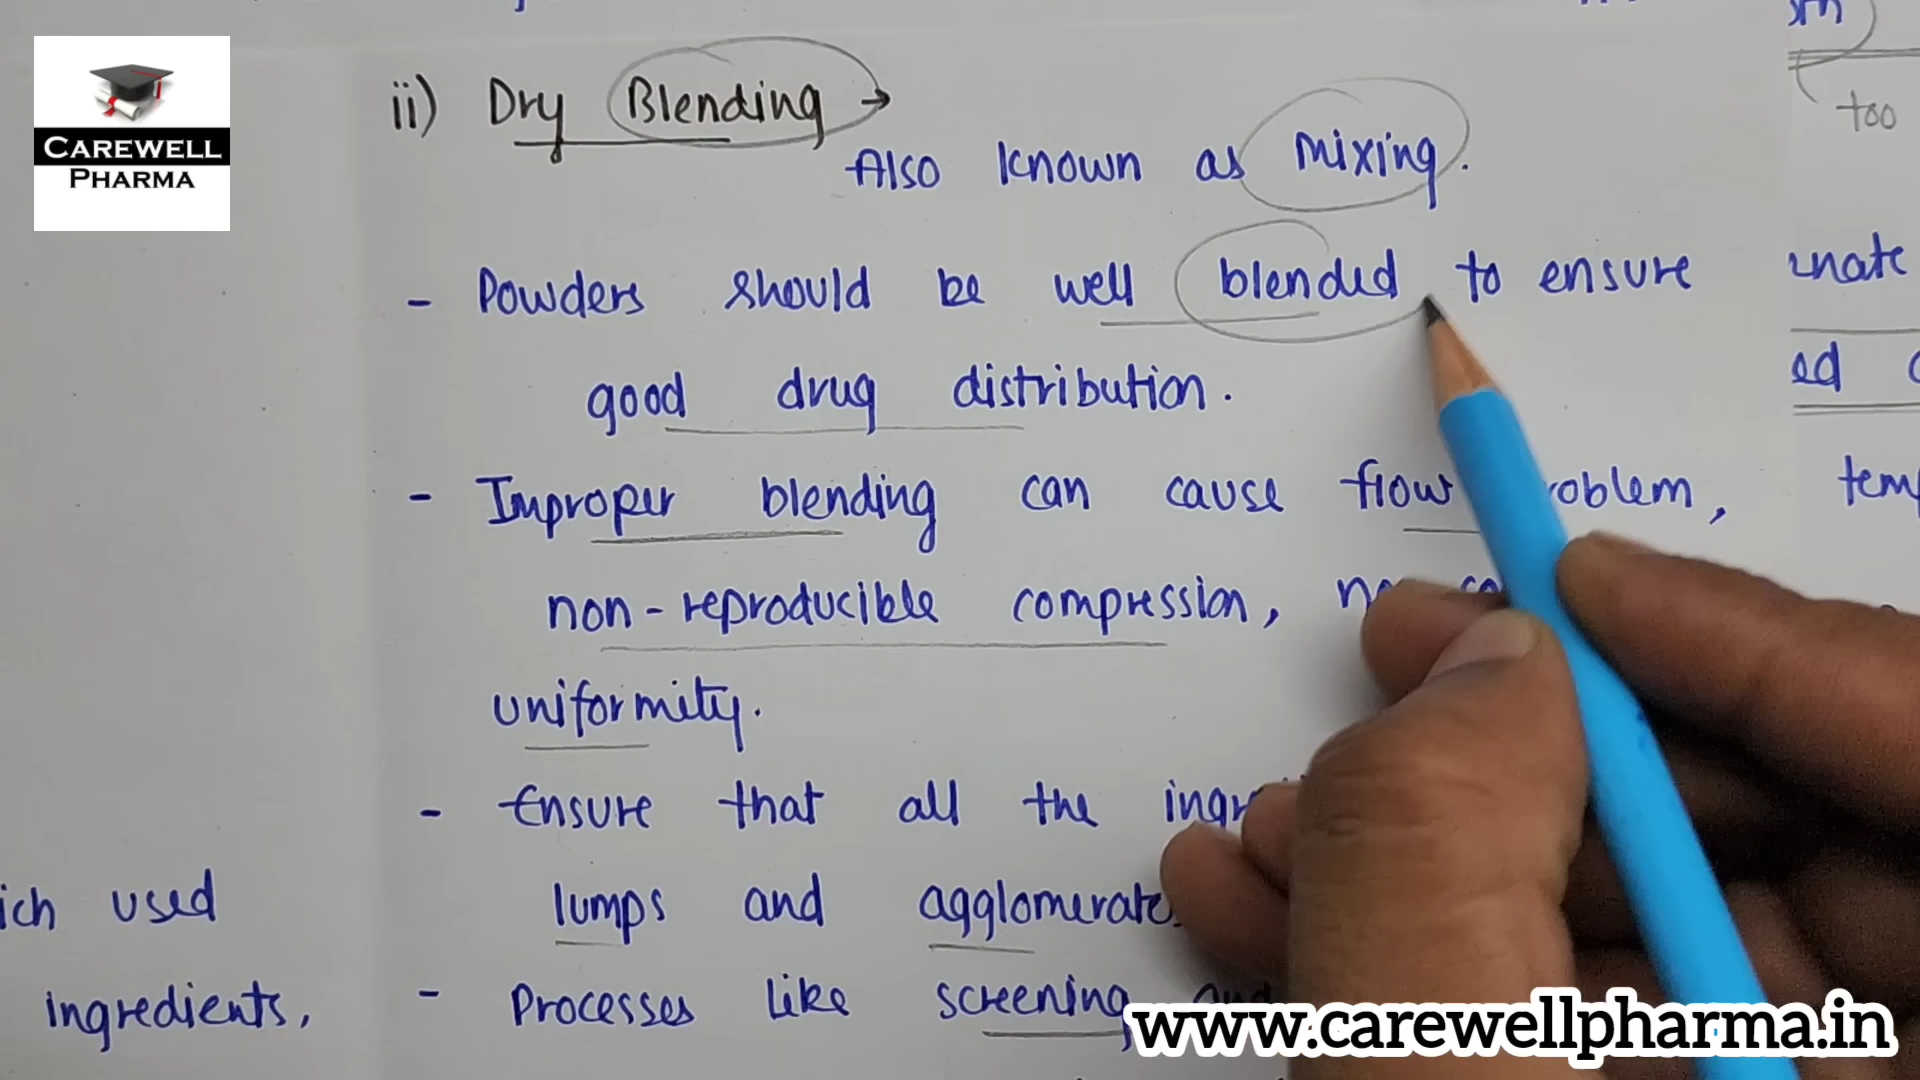 CAREWELL
PHARMA
too
ii) Dry Blending →
Also known as mixing.
- Powders should be well blended to ensure
good drug distribution.
- Improper blending can cause flow
non-reproducible compression,
uniformity.
- Ensure that all the
lumps and
- Processes like screening
ich used
ingredients,
www.carewellpharma.in